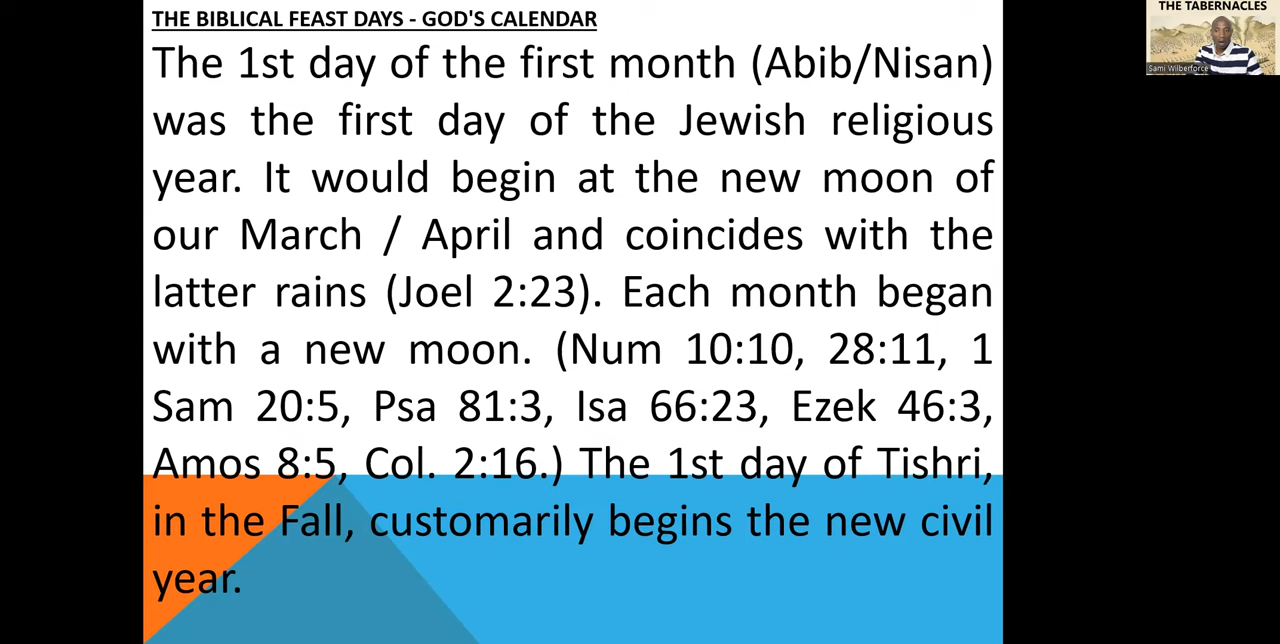 THE BIBLICAL FEAST DAYS - GOD'S CALENDAR
The 1st day of the first month (Abib/Nisan)
was the first day of the Jewish religious
year. It would begin at the new moon of
our March / April and coincides with the
latter rains (Joel 2:23). Each month began
with a new moon. (Num 10:10, 28:11, 1
Sam 20:5, Psa 81:3, Isa 66:23, Ezek 46:3,
Amos 8:5, Col. 2:16.) The 1st day of Tishri,
in the Fall, customarily begins the new civil
year.
THE TABERNACLES
Sami Wilberforce